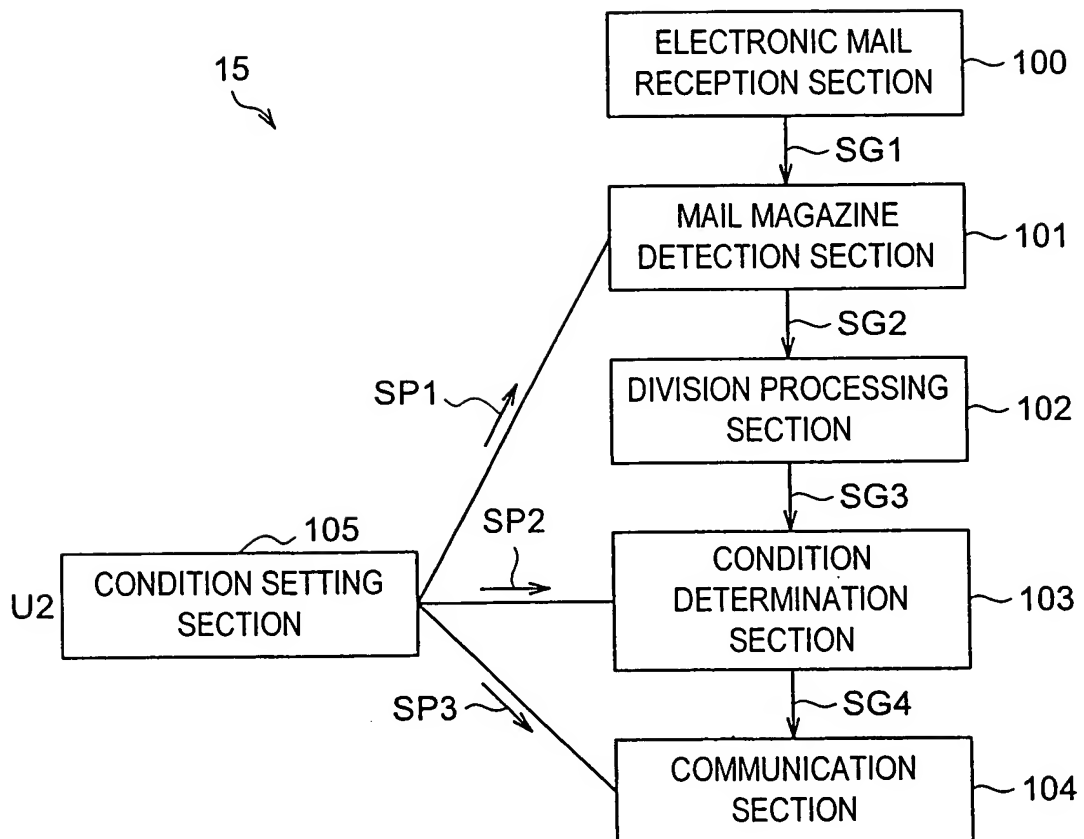 15
ELECTRONIC MAIL
RECEPTION SECTION
100
SG1
MAIL MAGAZINE
DETECTION SECTION
101
SG2
SP1
DIVISION PROCESSING
SECTION
102
SG3
SP2
105
U2
CONDITION SETTING
SECTION
CONDITION
DETERMINATION
SECTION
103
SP3
SG4
COMMUNICATION
SECTION
104